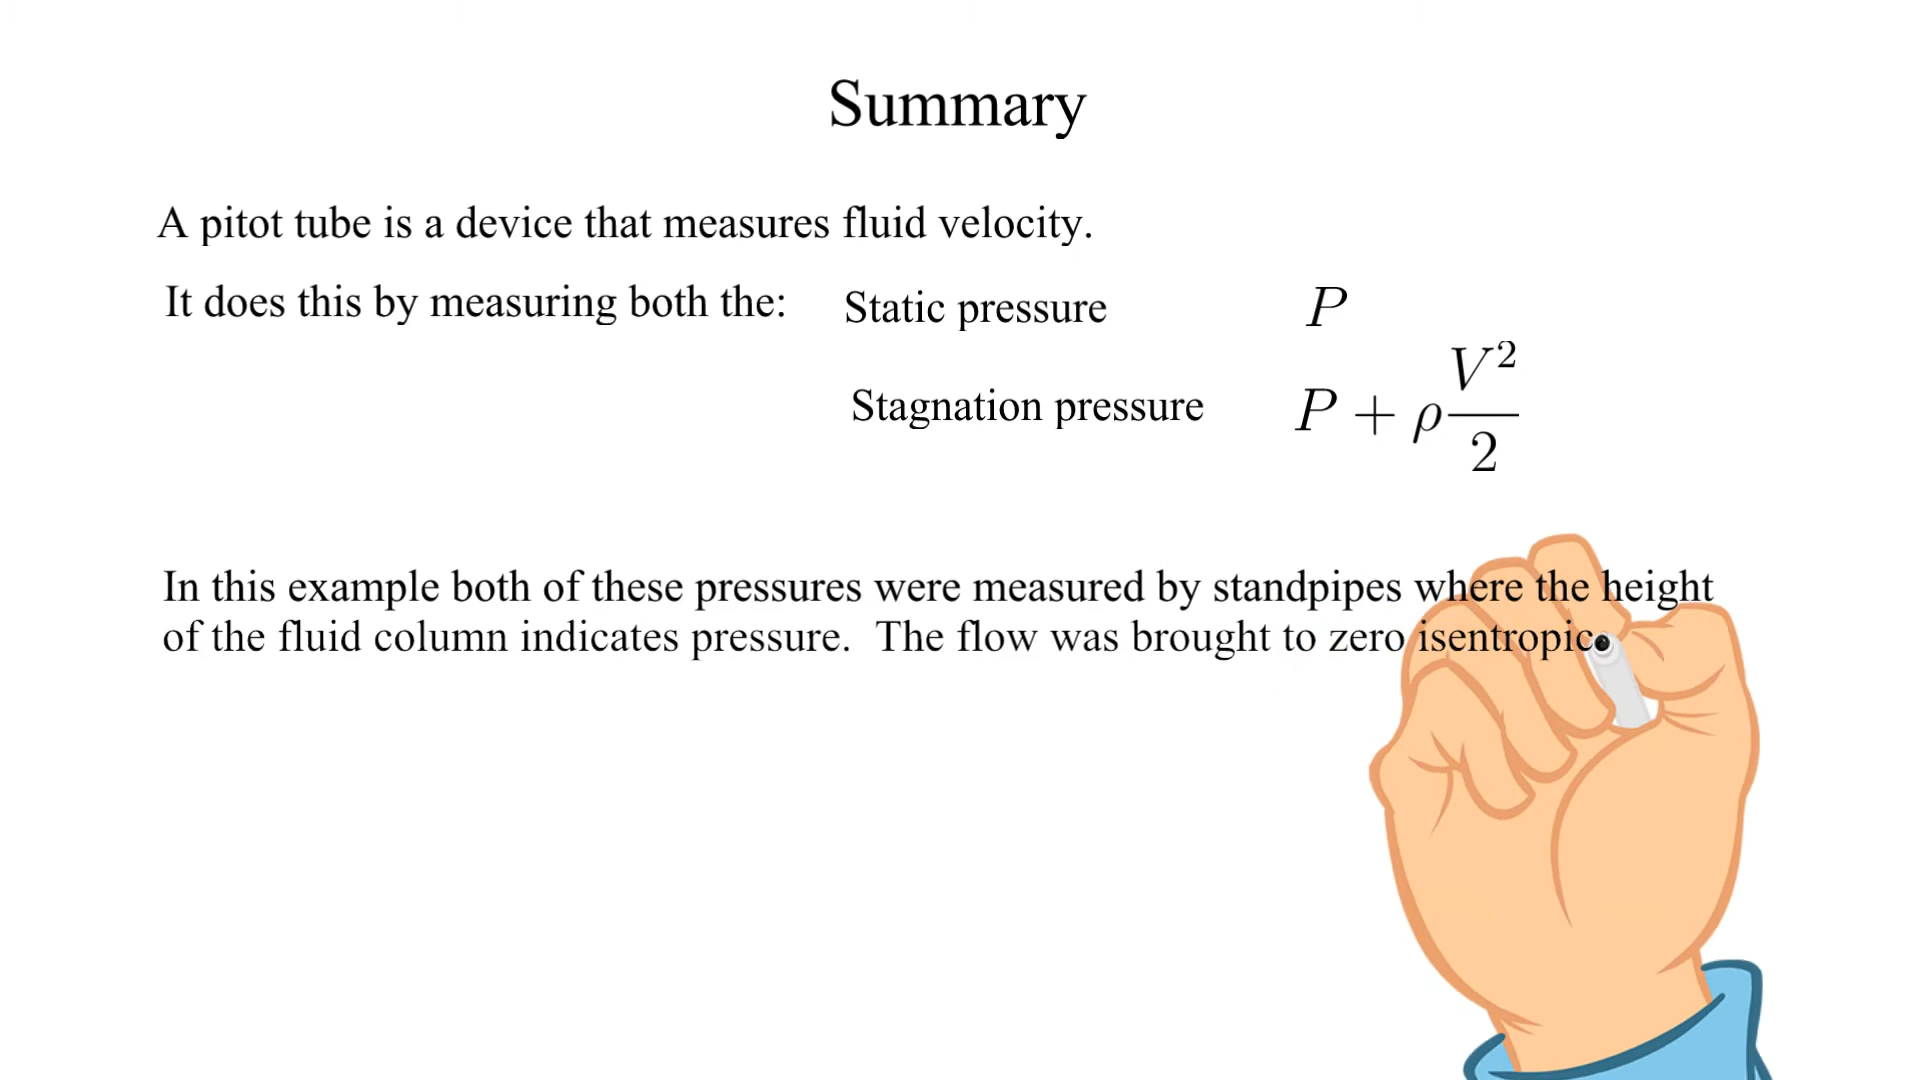 Summary
A pitot tube is a device that measures fluid velocity.
It does this by measuring both the: Static pressure P
Stagnation pressure P + ρ V²/2
In this example both of these pressures were measured by standpipes where the height
of the fluid column indicates pressure. The flow was brought to zero isentropic